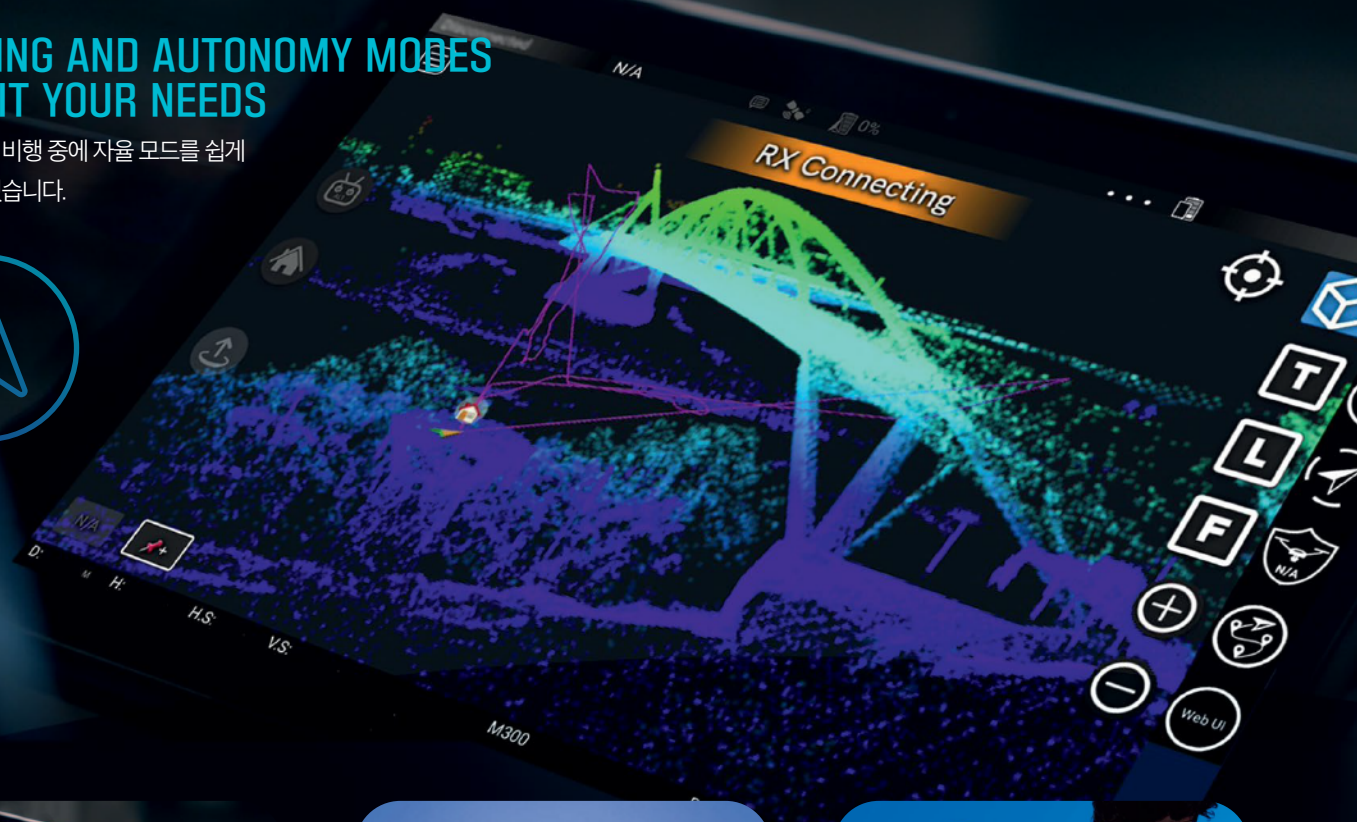 ING AND AUTONOMY MODES
IT YOUR NEEDS
비행 중에 자율 모드를 쉽게
습니다.
N/A
0%
RX Connecting
T
L
F
N/A
Web UI
N/A
D:
M
H:
H.S:
V.S:
M300